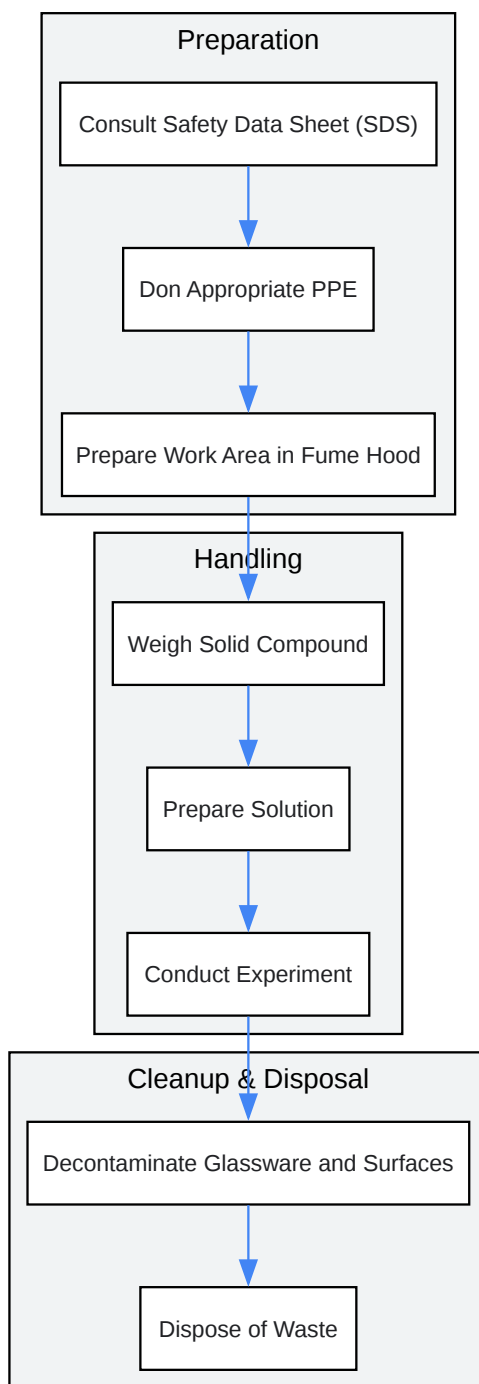 Preparation
Consult Safety Data Sheet (SDS)
Don Appropriate PPE
Prepare Work Area in Fume Hood
Handling
Weigh Solid Compound
Prepare Solution
Conduct Experiment
Cleanup & Disposal
Decontaminate Glassware and Surfaces
Dispose of Waste